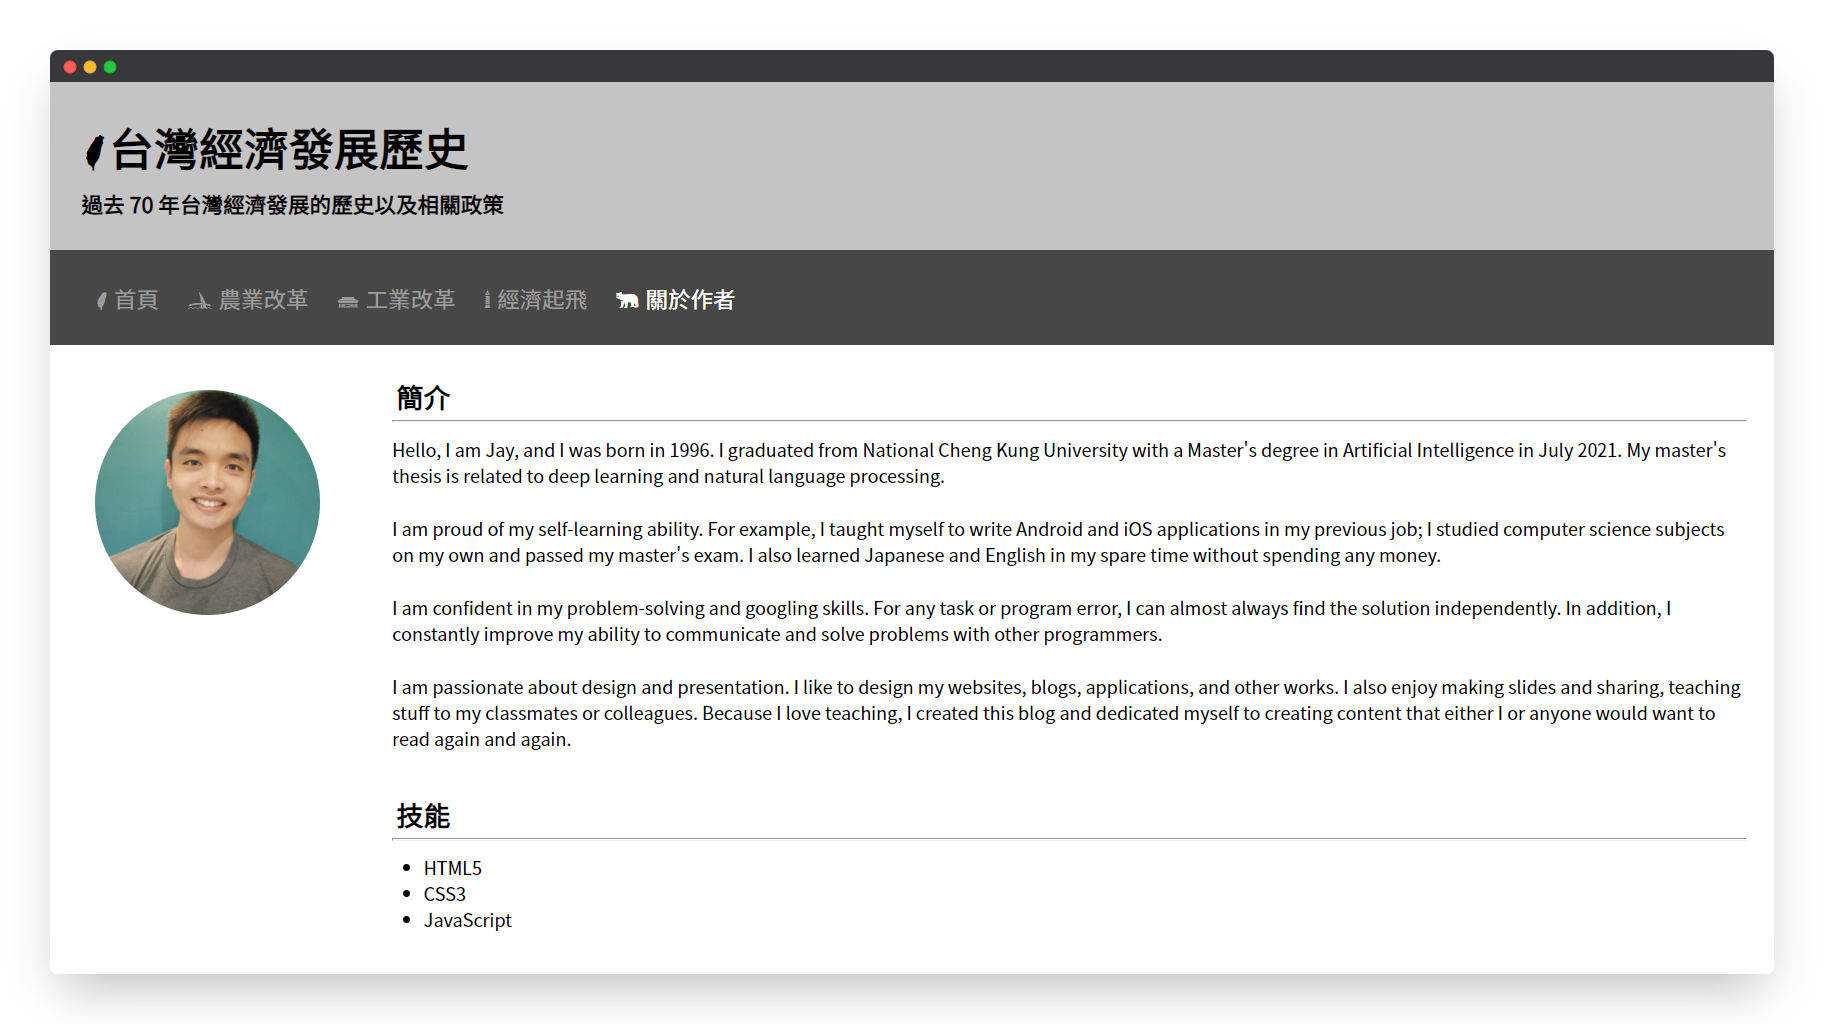 台灣經濟發展歷史
過去 70 年台灣經濟發展的歷史以及相關政策
首頁 農業改革 工業改革 經濟起飛 關於作者
簡介
Hello, I am Jay, and I was born in 1996. I graduated from National Cheng Kung University with a Master's degree in Artificial Intelligence in July 2021. My master's
thesis is related to deep learning and natural language processing.
I am proud of my self-learning ability. For example, I taught myself to write Android and iOS applications in my previous job; I studied computer science subjects
on my own and passed my master's exam. I also learned Japanese and English in my spare time without spending any money.
I am confident in my problem-solving and googling skills. For any task or program error, I can almost always find the solution independently. In addition, I
constantly improve my ability to communicate and solve problems with other programmers.
I am passionate about design and presentation. I like to design my websites, blogs, applications, and other works. I also enjoy making slides and sharing, teaching
stuff to my classmates or colleagues. Because I love teaching, I created this blog and dedicated myself to creating content that either I or anyone would want to
read again and again.
技能
HTML5
CSS3
JavaScript